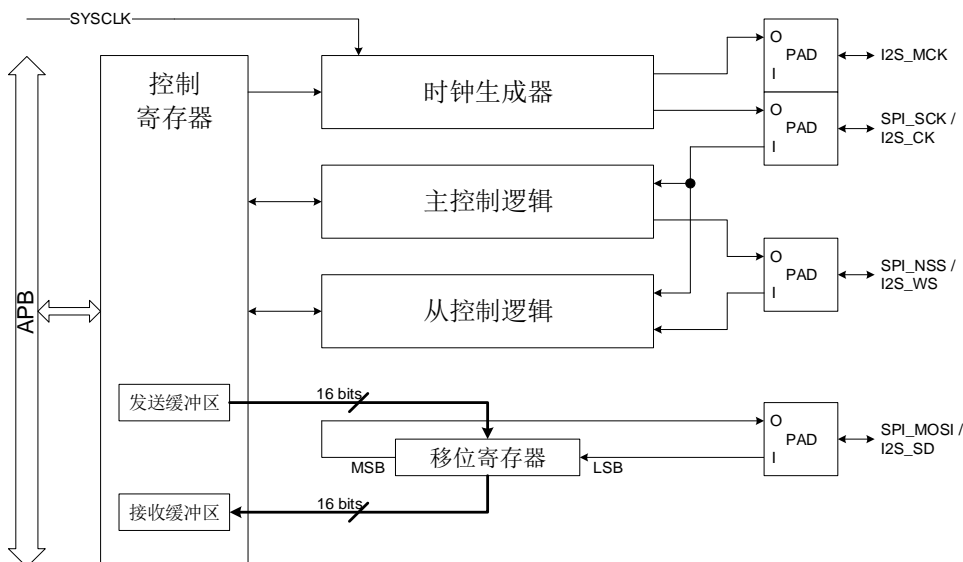 SYSCLK
控制
寄存器
时钟生成器
O
PAD
I
I2S_MCK
O
PAD
I
SPI_SCK /
I2S_CK
主控制逻辑
O
PAD
I
SPI_NSS /
I2S_WS
APB
从控制逻辑
发送缓冲区
16 bits
O
PAD
I
SPI_MOSI /
I2S_SD
MSB
移位寄存器
LSB
接收缓冲区
16 bits